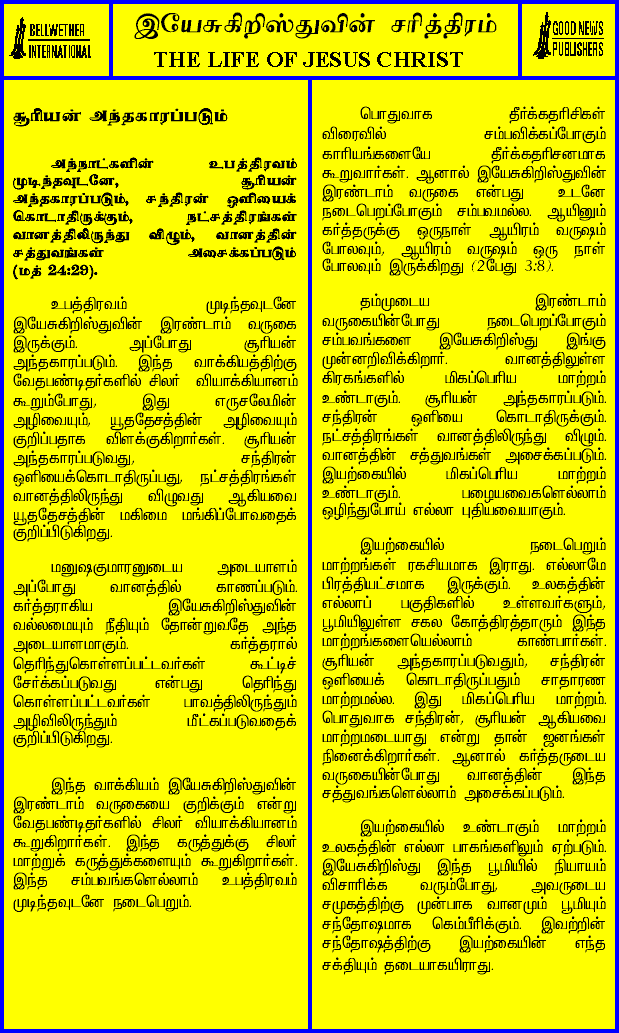 BELLWETHER
INTERNATIONAL
இயேசுகிறிஸ்துவின் சரித்திரம்
THE LIFE OF JESUS CHRIST
GOOD NEWS
PUBLISHERS
சூரியன் அந்தகாரப்படும்
அந்நாட்களின் உபத்திரவம்
முடிந்தவுடனே, சூரியன்
அந்தகாரப்படும், சந்திரன் ஒளியைக்
கொடாதிருக்கும், நட்சத்திரங்கள்
வானத்திலிருந்து விழும், வானத்தின்
சத்துவங்கள் அசைக்கப்படும்
(மத் 24:29).
உபத்திரவம் முடிந்தவுடனே
இயேசுகிறிஸ்துவின் இரண்டாம் வருகை
இருக்கும். அப்போது சூரியன்
அந்தகாரப்படும். இந்த வாக்கியத்திற்கு
வேதபண்டிதர்களில் சிலர் வியாக்கியானம்
கூறும்போது, இது எருசலேமின்
அழிவையும், யூததேசத்தின் அழிவையும்
குறிப்பதாக விளக்குகிறார்கள். சூரியன்
அந்தகாரப்படுவது, சந்திரன்
ஒளியைக்கொடாதிருப்பது, நட்சத்திரங்கள்
வானத்திலிருந்து விழுவது ஆகியவை
யூததேசத்தின் மகிமை மங்கிப்போவதைக்
குறிப்பிடுகிறது.
மனுஷகுமாரனுடைய அடையாளம்
அப்போது வானத்தில் காணப்படும்.
கர்த்தராகிய இயேசுகிறிஸ்துவின்
வல்லமையும் நீதியும் தோன்றுவதே அந்த
அடையாளமாகும். கர்த்தரால்
தெரிந்துகொள்ளப்பட்டவர்கள் கூட்டிச்
சேர்க்கப்படுவது என்பது தெரிந்து
கொள்ளப்பட்டவர்கள் பாவத்திலிருந்தும்
அழிவிலிருந்தும் மீட்கப்படுவதைக்
குறிப்பிடுகிறது.
இந்த வாக்கியம் இயேசுகிறிஸ்துவின்
இரண்டாம் வருகையை குறிக்கும் என்று
வேதபண்டிதர்களில் சிலர் வியாக்கியானம்
கூறுகிறார்கள். இந்த கருத்துக்கு சிலர்
மாற்றுக் கருத்துக்களையும் கூறுகிறார்கள்.
இந்த சம்பவங்களெல்லாம் உபத்திரவம்
முடிந்தவுடனே நடைபெறும்.
பொதுவாக தீர்க்கதரிசிகள்
விரைவில் சம்பவிக்கப்போகும்
காரியங்களையே தீர்க்கதரிசனமாக
கூறுவார்கள். ஆனால் இயேசுகிறிஸ்துவின்
இரண்டாம் வருகை என்பது உடனே
நடைபெறப்போகும் சம்பவமல்ல. ஆயினும்
கர்த்தருக்கு ஒருநாள் ஆயிரம் வருஷம்
போலவும், ஆயிரம் வருஷம் ஒரு நாள்
போலவும் இருக்கிறது (2பேது 3:8).
தம்முடைய இரண்டாம்
வருகையின்போது நடைபெறப்போகும்
சம்பவங்களை இயேசுகிறிஸ்து இங்கு
முன்னறிவிக்கிறார். வானத்திலுள்ள
கிரகங்களில் மிகப்பெரிய மாற்றம்
உண்டாகும். சூரியன் அந்தகாரப்படும்.
சந்திரன் ஒளியை கொடாதிருக்கும்.
நட்சத்திரங்கள் வானத்திலிருந்து விழும்.
வானத்தின் சத்துவங்கள் அசைக்கப்படும்.
இயற்கையில் மிகப்பெரிய மாற்றம்
உண்டாகும். பழையவைகளெல்லாம்
ஒழிந்துபோய் எல்லா புதியவையாகும்.
இயற்கையில் நடைபெறும்
மாற்றங்கள் ரகசியமாக இராது. எல்லாமே
பிரத்தியட்சமாக இருக்கும். உலகத்தின்
எல்லாப் பகுதிகளில் உள்ளவர்களும்,
பூமியிலுள்ள சகல கோத்திரத்தாரும் இந்த
மாற்றங்களையெல்லாம் காண்பார்கள்.
சூரியன் அந்தகாரப்படுவதும், சந்திரன்
ஒளியைக் கொடாதிருப்பதும் சாதாரண
மாற்றமல்ல. இது மிகப்பெரிய மாற்றம்.
பொதுவாக சந்திரன், சூரியன் ஆகியவை
மாற்றமடையாது என்று தான் ஜனங்கள்
நினைக்கிறார்கள். ஆனால் கர்த்தருடைய
வருகையின்போது வானத்தின் இந்த
சத்துவங்களெல்லாம் அசைக்கப்படும்.
இயற்கையில் உண்டாகும் மாற்றம்
உலகத்தின் எல்லா பாகங்களிலும் ஏற்படும்.
இயேசுகிறிஸ்து இந்த பூமியில் நியாயம்
விசாரிக்க வரும்போது, அவருடைய
சமுகத்திற்கு முன்பாக வானமும் பூமியும்
சந்தோஷமாக கெம்பீரிக்கும். இவற்றின்
சந்தோஷத்திற்கு இயற்கையின் எந்த
சக்தியும் தடையாகயிராது.